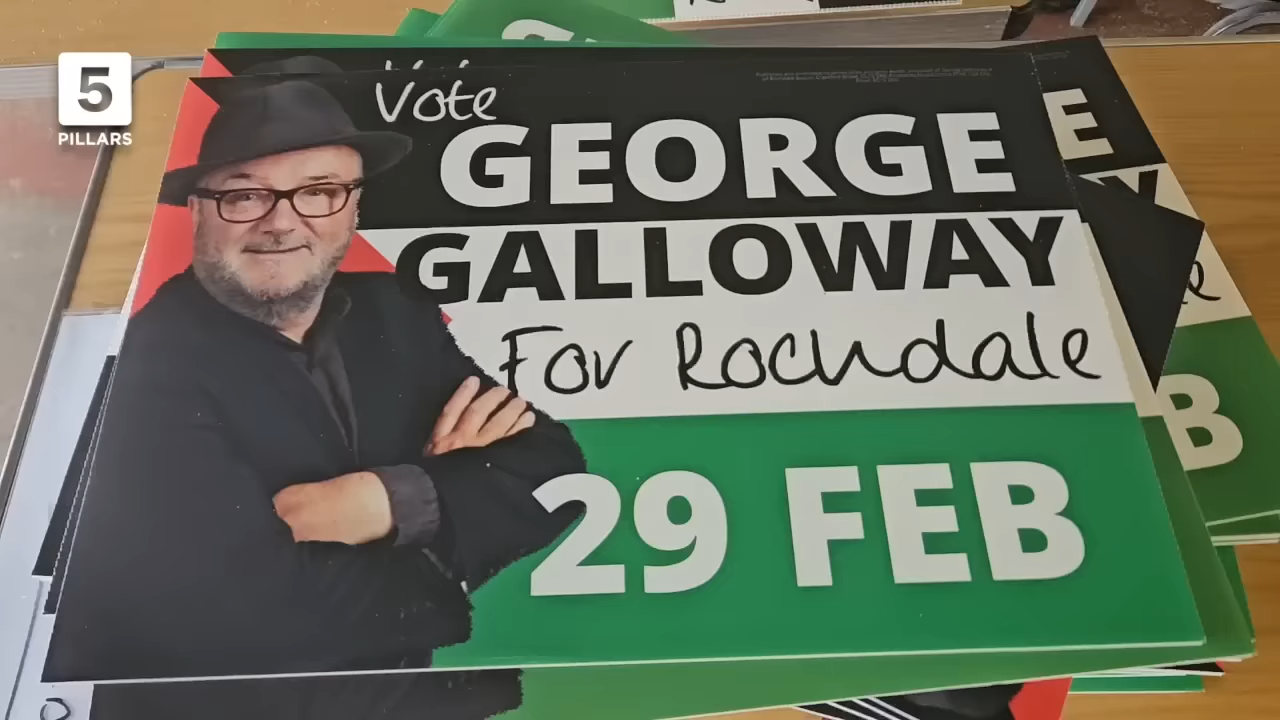 5
PILLARS
Vote
GEORGE
GALLOWAY
For Rochdale
29 FEB
E
Y
B